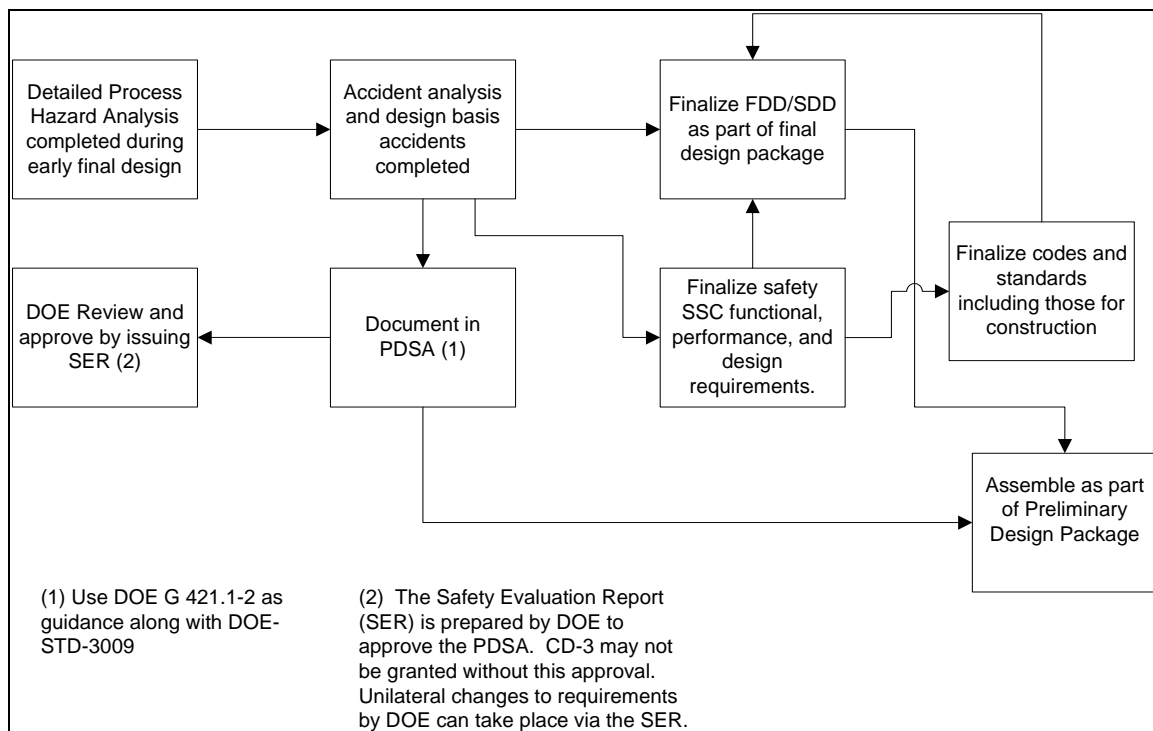 Detailed Process
Hazard Analysis
completed during
early final design
Accident analysis
and design basis
accidents
completed
Finalize FDD/SDD
as part of final
design package
DOE Review and
approve by issuing
SER (2)
Document in
PDSA (1)
Finalize safety
SSC functional,
performance, and
design
requirements.
Finalize codes and
standards
including those for
construction
Assemble as part
of Preliminary
Design Package
(1) Use DOE G 421.1-2 as
guidance along with DOE-
STD-3009
(2)  The Safety Evaluation Report
(SER) is prepared by DOE to
approve the PDSA.  CD-3 may not
be granted without this approval.
Unilateral changes to requirements
by DOE can take place via the SER.